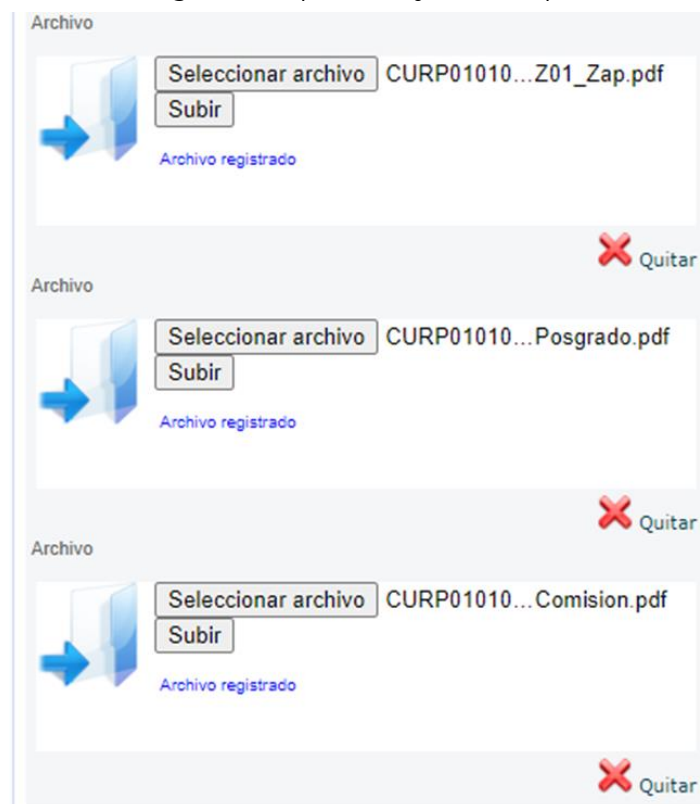 Archivo
Seleccionar archivo CURP01010...Z01_Zap.pdf
Subir
Archivo registrado
Quitar
Archivo
Seleccionar archivo CURP01010...Posgrado.pdf
Subir
Archivo registrado
Quitar
Archivo
Seleccionar archivo CURP01010...Comision.pdf
Subir
Archivo registrado
Quitar